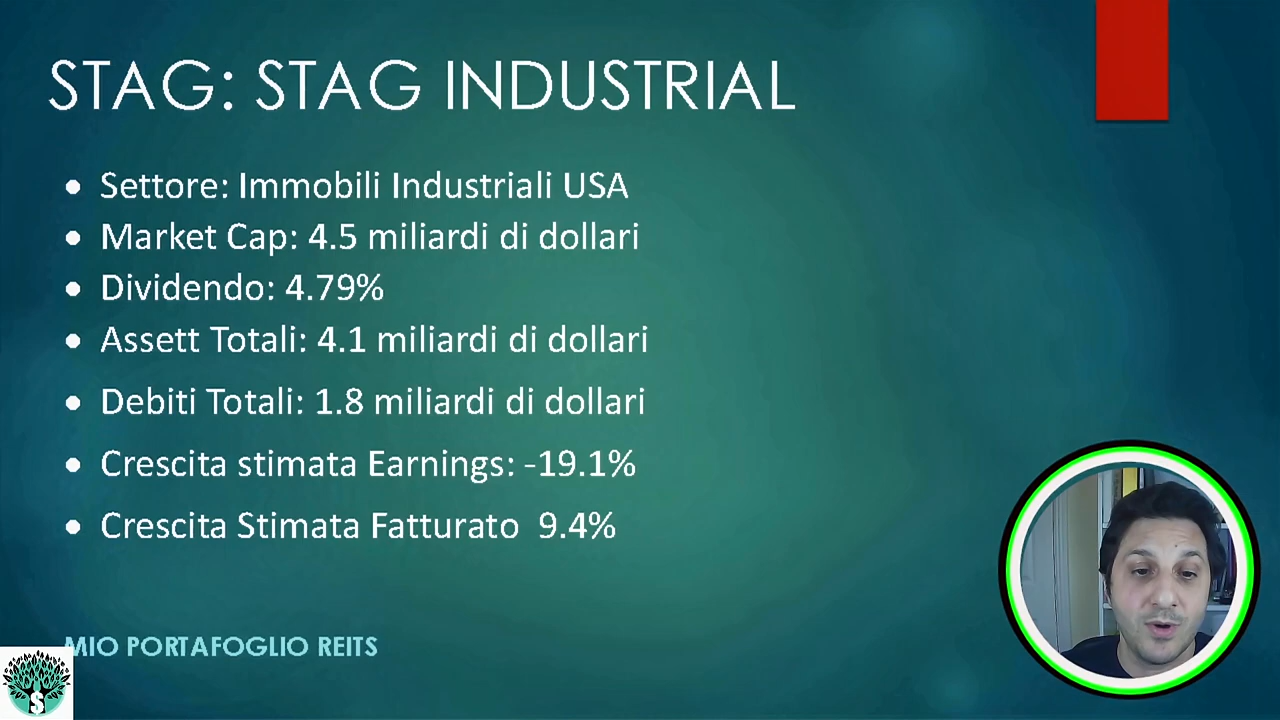 STAG: STAG INDUSTRIAL
• Settore: Immobili Industriali USA
• Market Cap: 4.5 miliardi di dollari
• Dividendo: 4.79%
• Assett Totali: 4.1 miliardi di dollari
• Debiti Totali: 1.8 miliardi di dollari
• Crescita stimata Earnings: -19.1%
• Crescita Stimata Fatturato 9.4%
MIO PORTAFOGLIO REITS
$